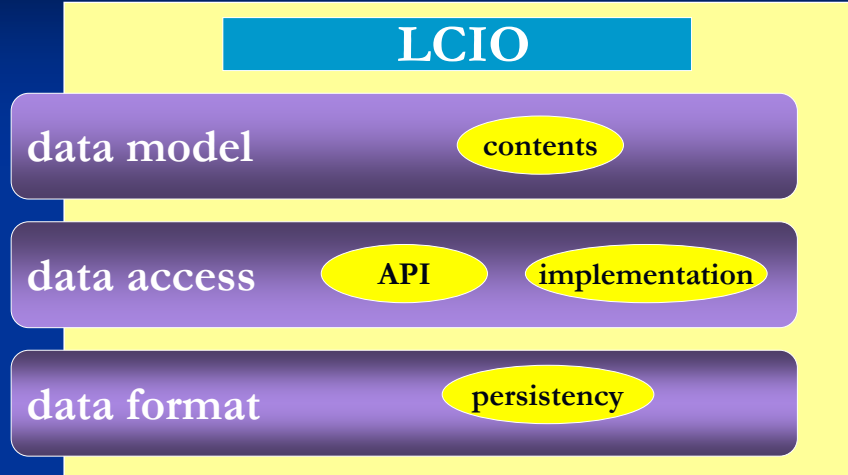 LCIO
data model contents
data access API implementation
data format persistency